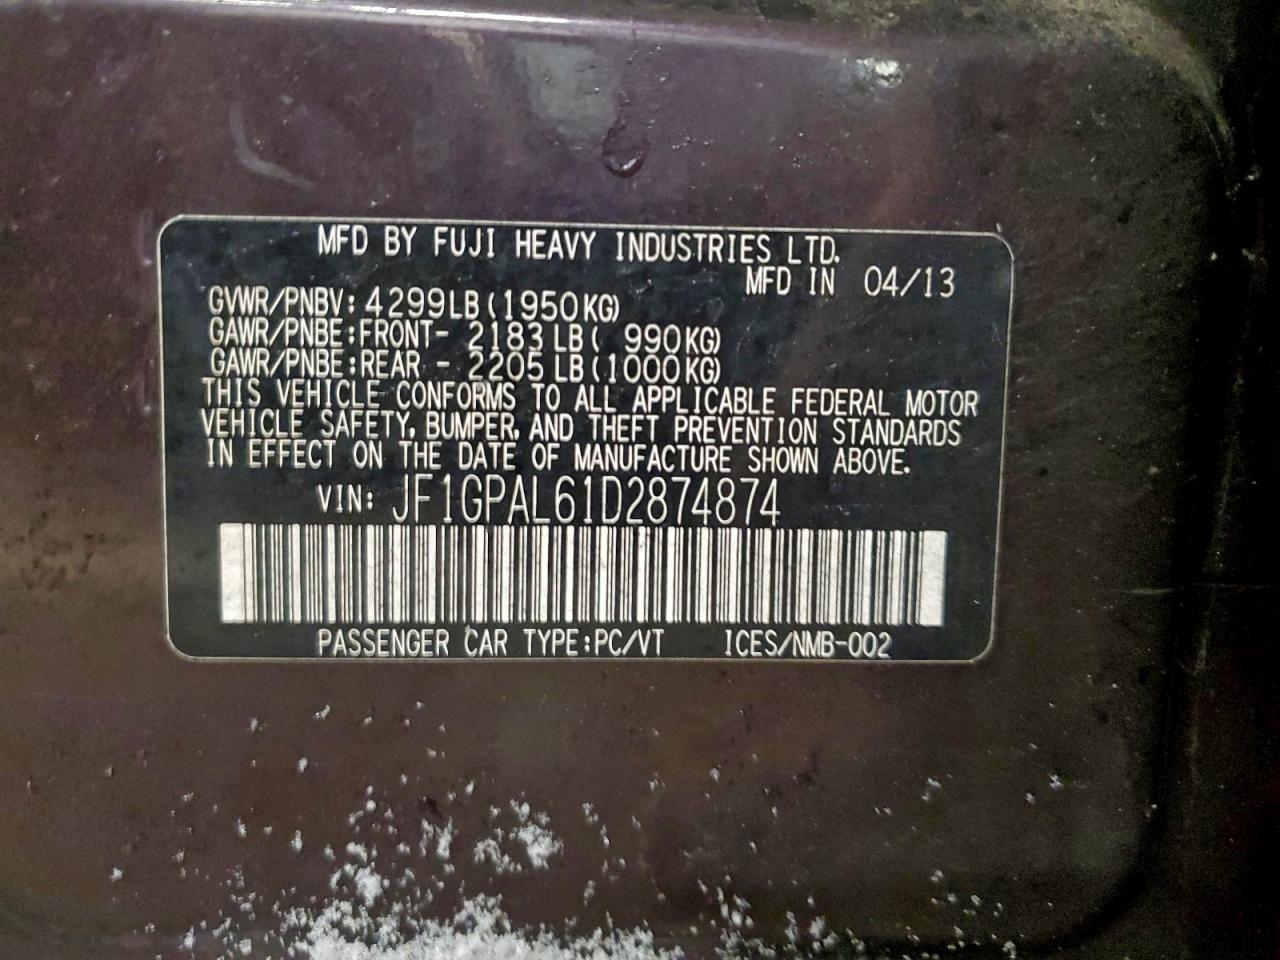 MFD BY FUJI HEAVY INDUSTRIES LTD.
MFD IN 04/13
GVWR/PNBV: 4299LB(1950KG)
GAWR/PNBE:FRONT- 2183 LB( 990KG)
GAWR/PNBE:REAR - 2205 LB(1000KG)
THIS VEHICLE CONFORMS TO ALL APPLICABLE FEDERAL MOTOR
VEHICLE SAFETY, BUMPER, AND THEFT PREVENTION STANDARDS
IN EFFECT ON THE DATE OF MANUFACTURE SHOWN ABOVE.
VIN: JF1GPAL61D2874874
PASSENGER CAR TYPE:PC/VT ICES/NMB-002